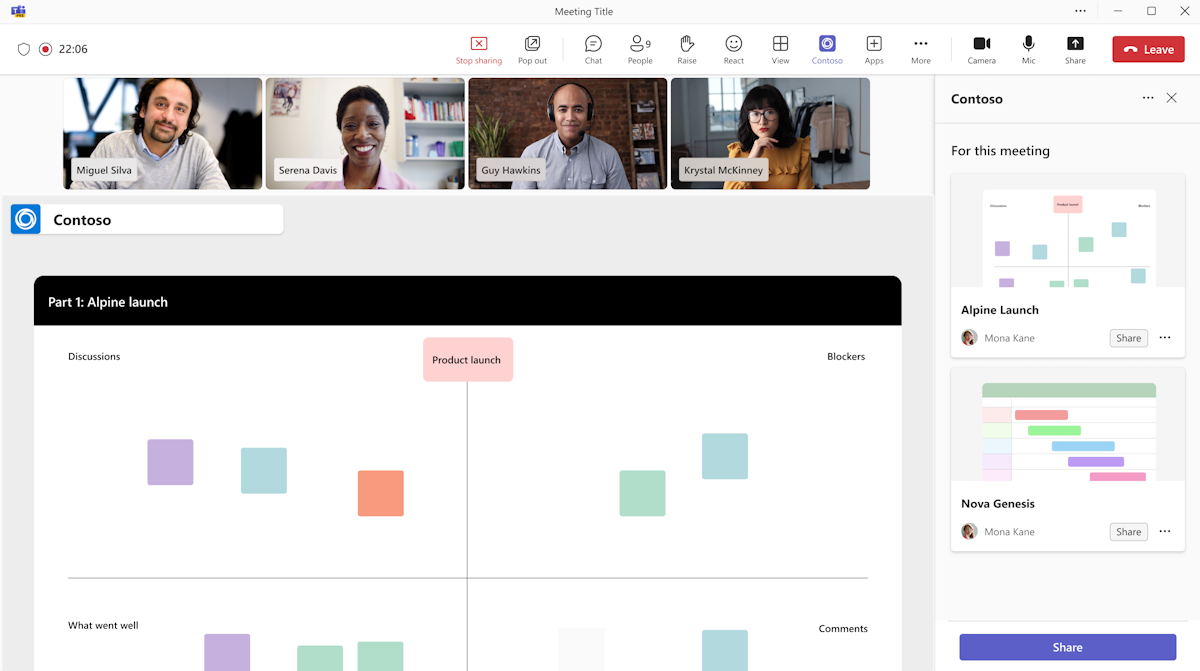 Meeting Title
22:06
Stop sharing
Pop out
Chat
9
People
Raise
React
View
Contoso
Apps
More
Camera
Mic
Share
Leave
Miguel Silva
Serena Davis
Guy Hawkins
Krystal McKinney
Contoso
Part 1: Alpine launch
Discussions
Product launch
Blockers
What went well
Comments
Contoso
For this meeting
Discussions
Product launch
Blockers
Alpine Launch
Mona Kane
Share
Nova Genesis
Mona Kane
Share
Share